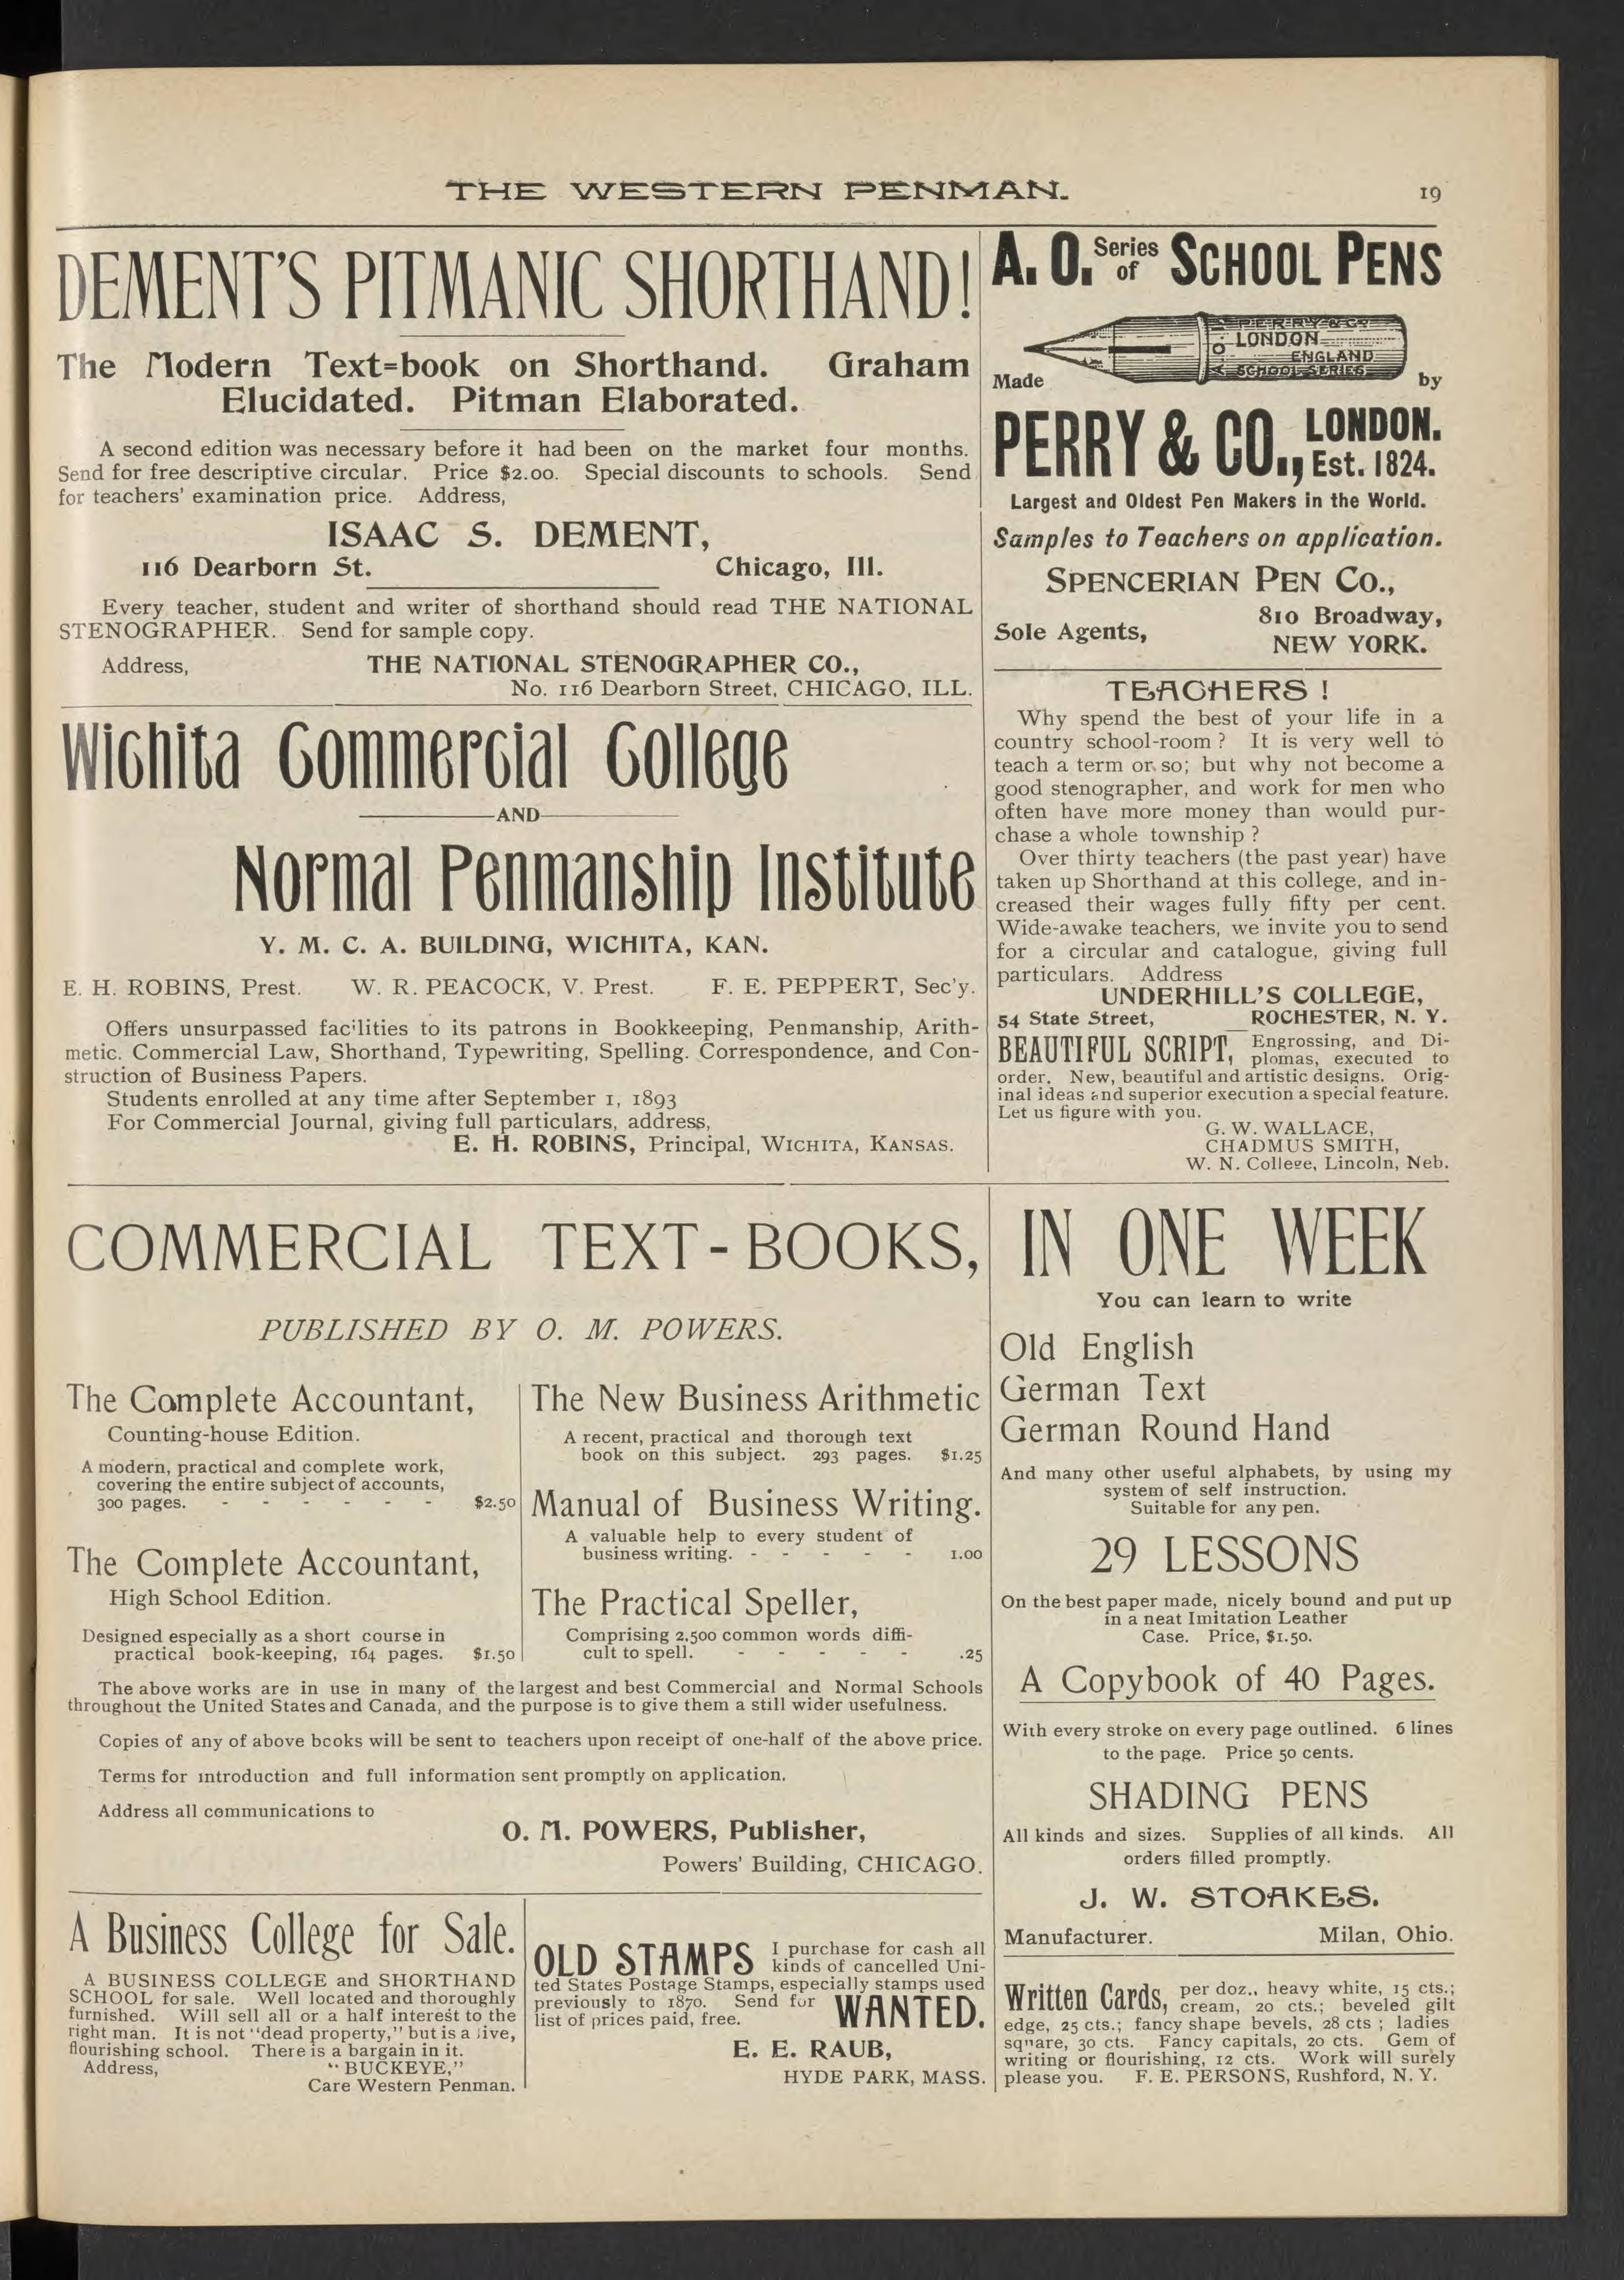 THE WESTERN PENMAN.
19
DEMENT'S PITMANIC SHORTHAND!
The Modern Text=book on Shorthand. Graham
Elucidated. Pitman Elaborated.
A second edition was necessary before it had been on the market four months.
Send for free descriptive circular. Price $2.00. Special discounts to schools. Send
for teachers' examination price. Address,
ISAAC S. DEMENT,
116 Dearborn St. Chicago, Ill.
Every teacher, student and writer of shorthand should read THE NATIONAL
STENOGRAPHER. Send for sample copy.
Address, THE NATIONAL STENOGRAPHER CO.,
No. 116 Dearborn Street, CHICAGO, ILL.
Wichita Commercial College
AND
Normal Penmanship Institute
Y. M. C. A. BUILDING, WICHITA, KAN.
E. H. ROBINS, Prest. W. R. PEACOCK, V. Prest. F. E. PEPPERT, Sec'y.
Offers unsurpassed facilities to its patrons in Bookkeeping, Penmanship, Arith-
metic. Commercial Law, Shorthand, Typewriting, Spelling. Correspondence, and Con-
struction of Business Papers.
Students enrolled at any time after September 1, 1893
For Commercial Journal, giving full particulars, address,
E. H. ROBINS, Principal, WICHITA, KANSAS.
A. O. Series of SCHOOL PENS
PERRY & CO
LONDON
ENGLAND
A O SCHOOL SERIES
Made by
PERRY & CO., LONDON.
Est. 1824.
Largest and Oldest Pen Makers in the World.
Samples to Teachers on application.
SPENCERIAN PEN CO.,
Sole Agents, 810 Broadway,
NEW YORK.
TEACHERS !
Why spend the best of your life in a
country school-room ? It is very well to
teach a term or so; but why not become a
good stenographer, and work for men who
often have more money than would pur-
chase a whole township ?
Over thirty teachers (the past year) have
taken up Shorthand at this college, and in-
creased their wages fully fifty per cent.
Wide-awake teachers, we invite you to send
for a circular and catalogue, giving full
particulars. Address
UNDERHILL'S COLLEGE,
54 State Street, ROCHESTER, N. Y.
BEAUTIFUL SCRIPT, Engrossing, and Di-
plomas, executed to
order. New, beautiful and artistic designs. Orig-
inal ideas and superior execution a special feature.
Let us figure with you.
G. W. WALLACE,
CHADMUS SMITH,
W. N. College, Lincoln, Neb.
COMMERCIAL TEXT-BOOKS,
PUBLISHED BY O. M. POWERS.
The Complete Accountant,
Counting-house Edition.
A modern, practical and complete work,
covering the entire subject of accounts,
300 pages. - - - - - - $2.50
The Complete Accountant,
High School Edition.
Designed especially as a short course in
practical book-keeping, 164 pages. $1.50
The New Business Arithmetic
A recent, practical and thorough text
book on this subject. 293 pages. $1.25
Manual of Business Writing.
A valuable help to every student of
business writing. - - - - - 1.00
The Practical Speller,
Comprising 2,500 common words diffi-
cult to spell. - - - - - .25
The above works are in use in many of the largest and best Commercial and Normal Schools
throughout the United States and Canada, and the purpose is to give them a still wider usefulness.
Copies of any of above books will be sent to teachers upon receipt of one-half of the above price.
Terms for introduction and full information sent promptly on application.
Address all communications to
O. M. POWERS, Publisher,
Powers' Building, CHICAGO.
IN ONE WEEK
You can learn to write
Old English
German Text
German Round Hand
And many other useful alphabets, by using my
system of self instruction.
Suitable for any pen.
29 LESSONS
On the best paper made, nicely bound and put up
in a neat Imitation Leather
Case. Price, $1.50.
A Copybook of 40 Pages.
With every stroke on every page outlined. 6 lines
to the page. Price 50 cents.
SHADING PENS
All kinds and sizes. Supplies of all kinds. All
orders filled promptly.
J. W. STOAKES.
Manufacturer. Milan, Ohio.
A Business College for Sale.
A BUSINESS COLLEGE and SHORTHAND
SCHOOL for sale. Well located and thoroughly
furnished. Will sell all or a half interest to the
right man. It is not "dead property," but is a live,
flourishing school. There is a bargain in it.
Address, "BUCKEYE,"
Care Western Penman.
OLD STAMPS I purchase for cash all
kinds of cancelled Uni-
ted States Postage Stamps, especially stamps used
previously to 1870. Send for
list of prices paid, free. WANTED.
E. E. RAUB,
HYDE PARK, MASS.
Written Cards, per doz., heavy white, 15 cts.;
cream, 20 cts.; beveled gilt
edge, 25 cts.; fancy shape bevels, 28 cts ; ladies
square, 30 cts. Fancy capitals, 20 cts. Gem of
writing or flourishing, 12 cts. Work will surely
please you. F. E. PERSONS, Rushford, N. Y.